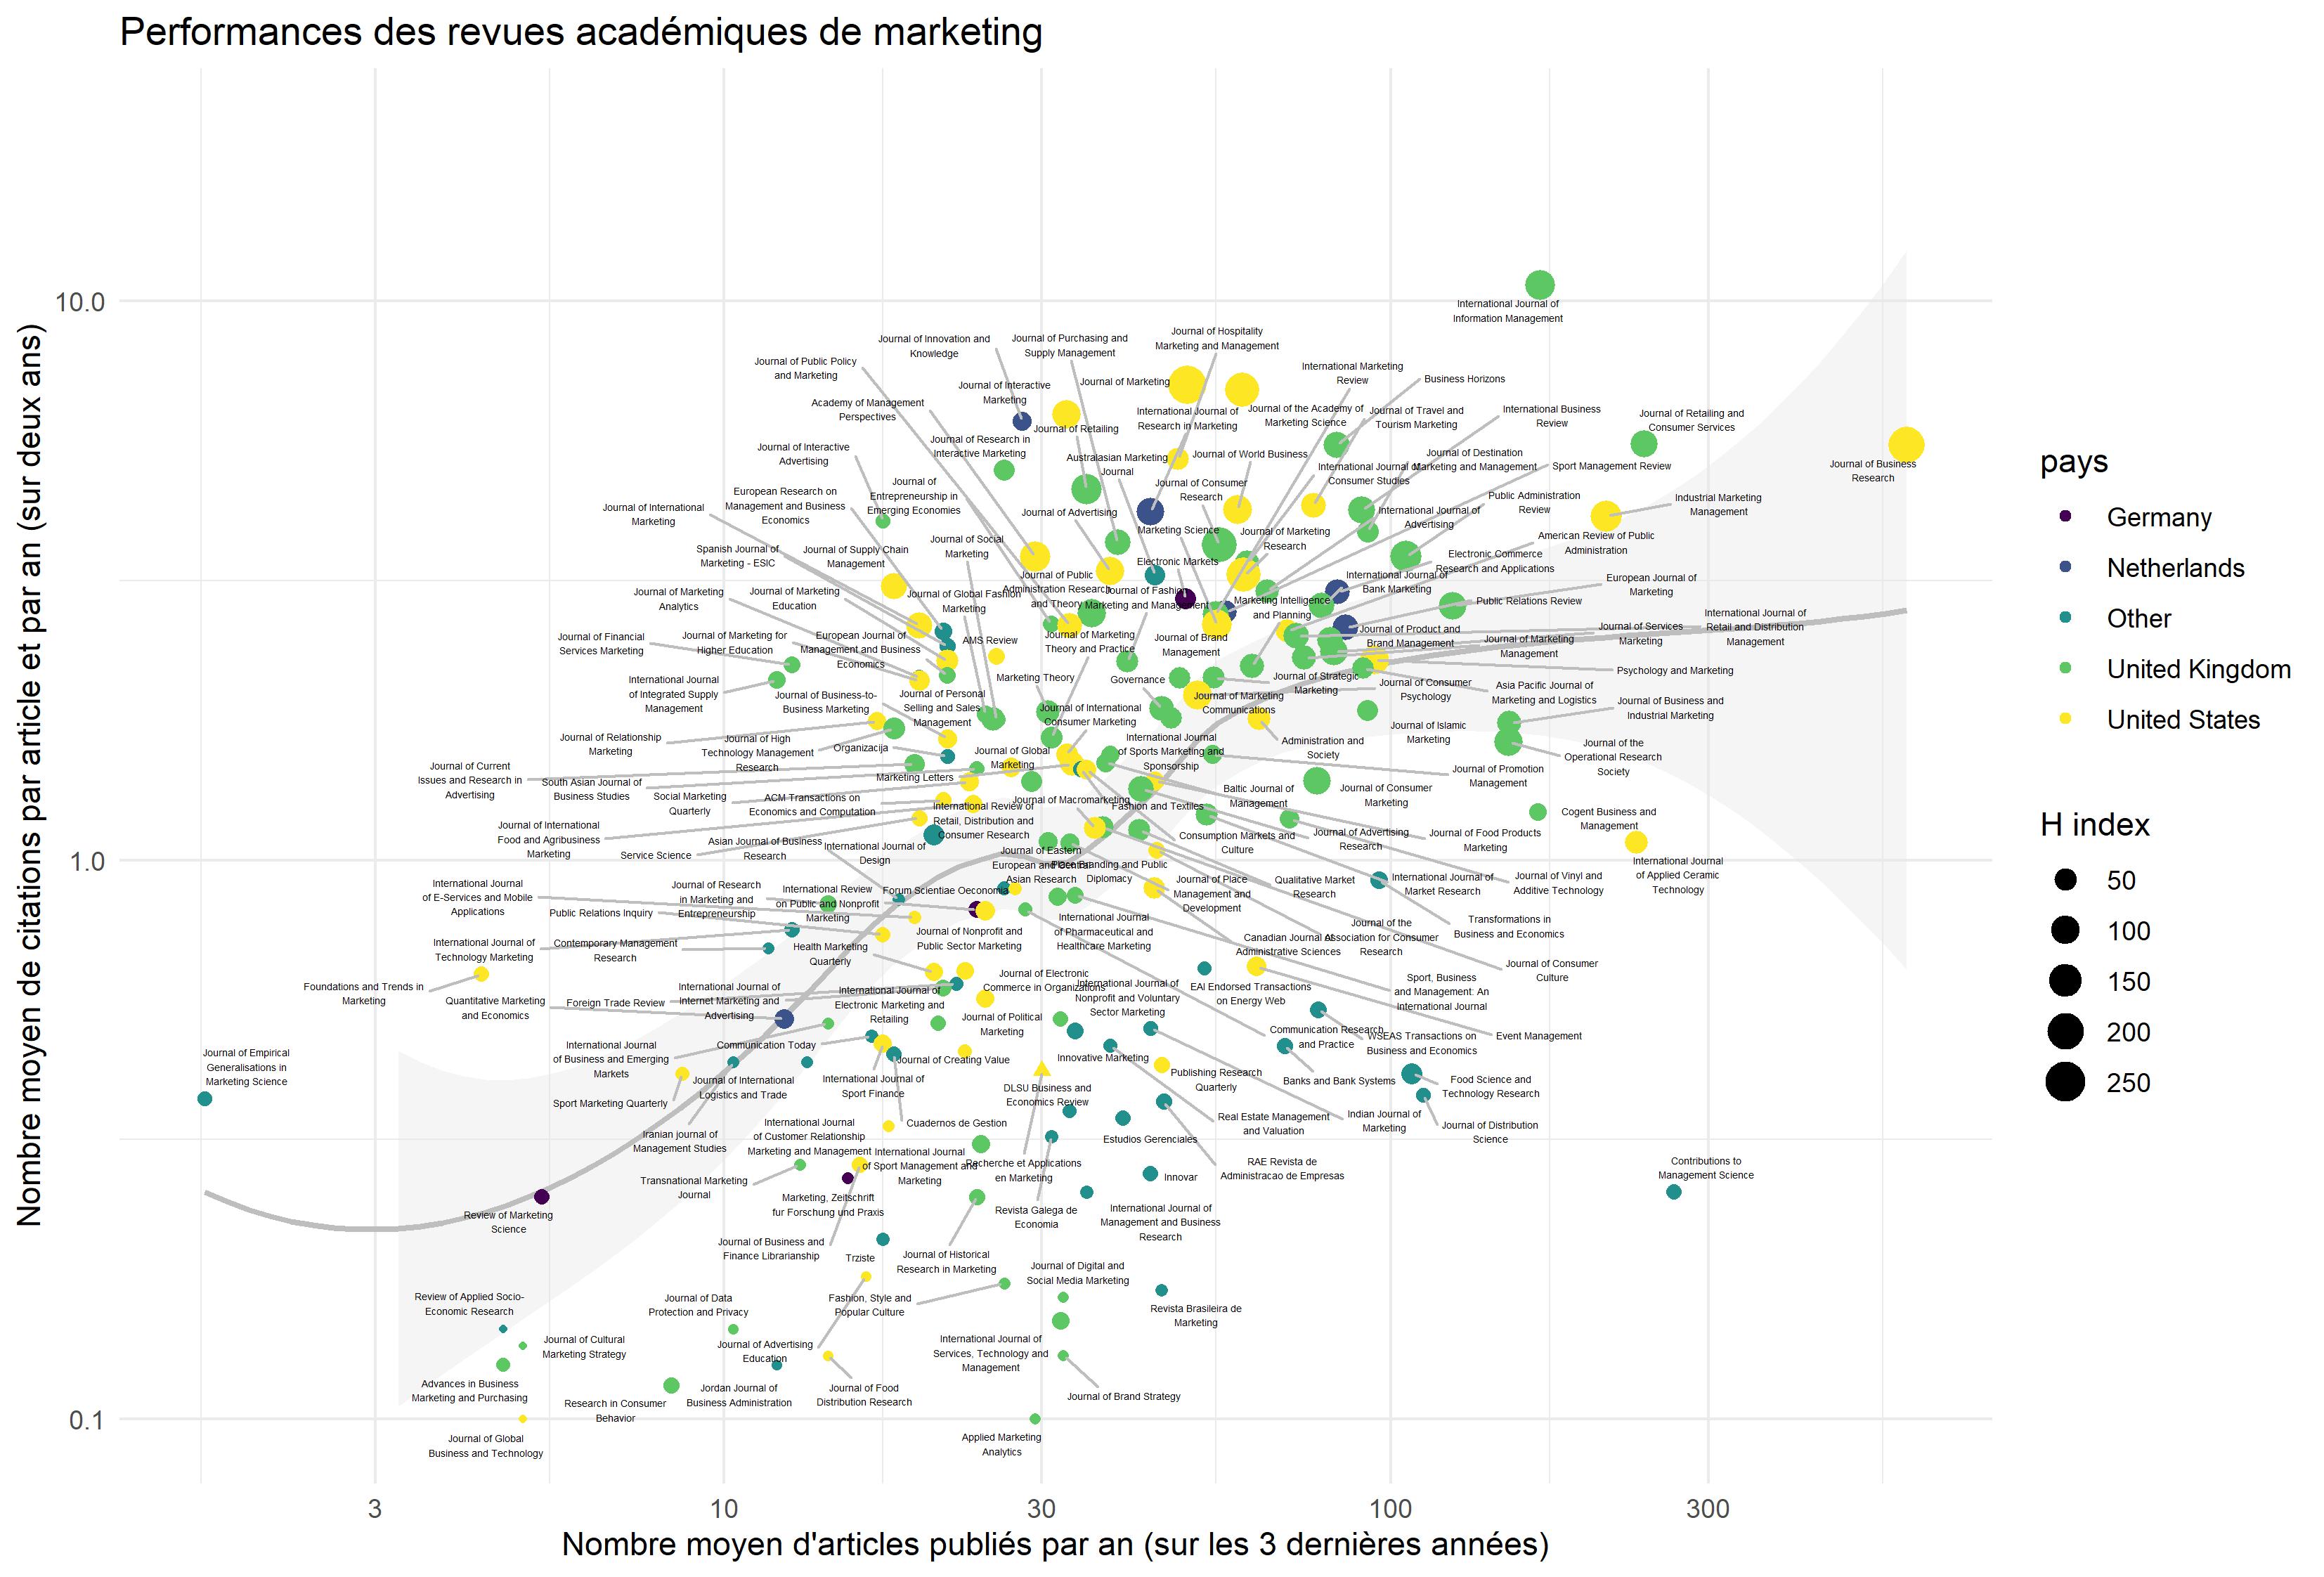 Performances des revues académiques de marketing
Nombre moyen de citations par article et par an (sur deux ans)
10.0
1.0
0.1
3
10
30
100
300
Nombre moyen d'articles publiés par an (sur les 3 dernières années)
pays
Germany
Netherlands
Other
United Kingdom
United States
H index
50
100
150
200
250
International Journal of
Information Management
Journal of Hospitality
Marketing and Management
Journal of Innovation and
Knowledge
Journal of Purchasing and
Supply Management
Journal of Public Policy
and Marketing
Journal of Interactive
Marketing
Journal of Marketing
International Marketing
Review
Business Horizons
Academy of Management
Perspectives
International Journal of
Research in Marketing
Journal of the Academy of
Marketing Science
Journal of Travel and
Tourism Marketing
International Business
Review
Journal of Retailing and
Consumer Services
Journal of Retailing
Journal of Interactive
Advertising
Journal of Research in
Interactive Marketing
Australasian Marketing
Journal
Journal of World Business
International Journal of
Consumer Studies
Journal of Destination
Marketing and Management
Sport Management Review
Journal of Business
Research
Journal of
Entrepreneurship in
Emerging Economies
Journal of Consumer
Research
European Research on
Management and Business
Economics
Journal of International
Marketing
Journal of Advertising
Public Administration
Review
Industrial Marketing
Management
International Journal of
Advertising
Marketing Science
Journal of Marketing
Research
American Review of Public
Administration
Spanish Journal of
Marketing - ESIC
Journal of Supply Chain
Management
Journal of Social
Marketing
Electronic Markets
Electronic Commerce
Research and Applications
Journal of Public
Administration Research
and Theory
International Journal of
Bank Marketing
European Journal of
Marketing
Journal of Marketing
Analytics
Journal of Marketing
Education
Journal of Global Fashion
Marketing
Journal of Fashion
Marketing and Management
Marketing Intelligence
and Planning
Public Relations Review
International Journal of
Retail and Distribution
Management
Journal of Financial
Services Marketing
Journal of Marketing for
Higher Education
European Journal of
Management and Business
Economics
AMS Review
Journal of Marketing
Theory and Practice
Journal of Brand
Management
Journal of Product and
Brand Management
Journal of Marketing
Management
Journal of Services
Marketing
Psychology and Marketing
International Journal
of Integrated Supply
Management
Marketing Theory
Governance
Journal of Strategic
Marketing
Journal of Consumer
Psychology
Asia Pacific Journal of
Marketing and Logistics
Journal of Business-to-
Business Marketing
Journal of Personal
Selling and Sales
Management
Journal of Marketing
Communications
Journal of Business and
Industrial Marketing
Journal of International
Consumer Marketing
Journal of Relationship
Marketing
Journal of High
Technology Management
Research
Organizacija
Journal of Global
Marketing
International Journal
of Sports Marketing and
Sponsorship
Administration and
Society
Journal of Islamic
Marketing
Journal of the
Operational Research
Society
Journal of Current
Issues and Research in
Advertising
South Asian Journal of
Business Studies
Marketing Letters
Journal of Promotion
Management
Social Marketing
Quarterly
ACM Transactions on
Economics and Computation
Journal of Macromarketing
Fashion and Textiles
Baltic Journal of
Management
Journal of Consumer
Marketing
Cogent Business and
Management
International Review of
Retail, Distribution and
Consumer Research
Journal of International
Food and Agribusiness
Marketing
Service Science
Asian Journal of Business
Research
International Journal of
Design
Consumption Markets and
Culture
Journal of Advertising
Research
Journal of Food Products
Marketing
Journal of Eastern
European and Central
Asian Research
Place Branding and Public
Diplomacy
International Journal
of Applied Ceramic
Technology
International Journal
of E-Services and Mobile
Applications
Journal of Research
in Marketing and
Entrepreneurship
International Review
on Public and Nonprofit
Marketing
Forum Scientiae Oeconomia
Journal of Place
Management and
Development
Qualitative Market
Research
International Journal of
Market Research
Journal of Vinyl and
Additive Technology
Public Relations Inquiry
International Journal
of Pharmaceutical and
Healthcare Marketing
Transformations in
Business and Economics
International Journal of
Technology Marketing
Contemporary Management
Research
Health Marketing
Quarterly
Journal of Nonprofit and
Public Sector Marketing
Canadian Journal of
Administrative Sciences
Journal of the
Association for Consumer
Research
Journal of Consumer
Culture
Foundations and Trends in
Marketing
Quantitative Marketing
and Economics
Foreign Trade Review
International Journal of
Internet Marketing and
Advertising
International Journal of
Electronic Marketing and
Retailing
Journal of Electronic
Commerce in Organizations
International Journal of
Nonprofit and Voluntary
Sector Marketing
EAI Endorsed Transactions
on Energy Web
Sport, Business
and Management: An
International Journal
Journal of Political
Marketing
Communication Research
and Practice
WSEAS Transactions on
Business and Economics
Event Management
International Journal
of Business and Emerging
Markets
Communication Today
Journal of Creating Value
Innovative Marketing
Publishing Research
Quarterly
Banks and Bank Systems
Food Science and
Technology Research
Journal of Empirical
Generalisations in
Marketing Science
Sport Marketing Quarterly
Journal of International
Logistics and Trade
International Journal of
Sport Finance
DLSU Business and
Economics Review
Cuadernos de Gestion
Real Estate Management
and Valuation
Indian Journal of
Marketing
Journal of Distribution
Science
Iranian journal of
Management Studies
International Journal
of Customer Relationship
Marketing and Management
International Journal
of Sport Management and
Marketing
Estudios Gerenciales
Recherche et Applications
en Marketing
RAE Revista de
Administracao de Empresas
Innovar
Contributions to
Management Science
Transnational Marketing
Journal
Marketing, Zeitschrift
fur Forschung und Praxis
Revista Galega de
Economia
International Journal of
Management and Business
Research
Review of Marketing
Science
Journal of Business and
Finance Librarianship
Trziste
Journal of Historical
Research in Marketing
Journal of Digital and
Social Media Marketing
Review of Applied Socio-
Economic Research
Journal of Data
Protection and Privacy
Fashion, Style and
Popular Culture
Revista Brasileira de
Marketing
Journal of Cultural
Marketing Strategy
Journal of Advertising
Education
International Journal of
Services, Technology and
Management
Advances in Business
Marketing and Purchasing
Research in Consumer
Behavior
Jordan Journal of
Business Administration
Journal of Food
Distribution Research
Journal of Brand Strategy
Journal of Global
Business and Technology
Applied Marketing
Analytics